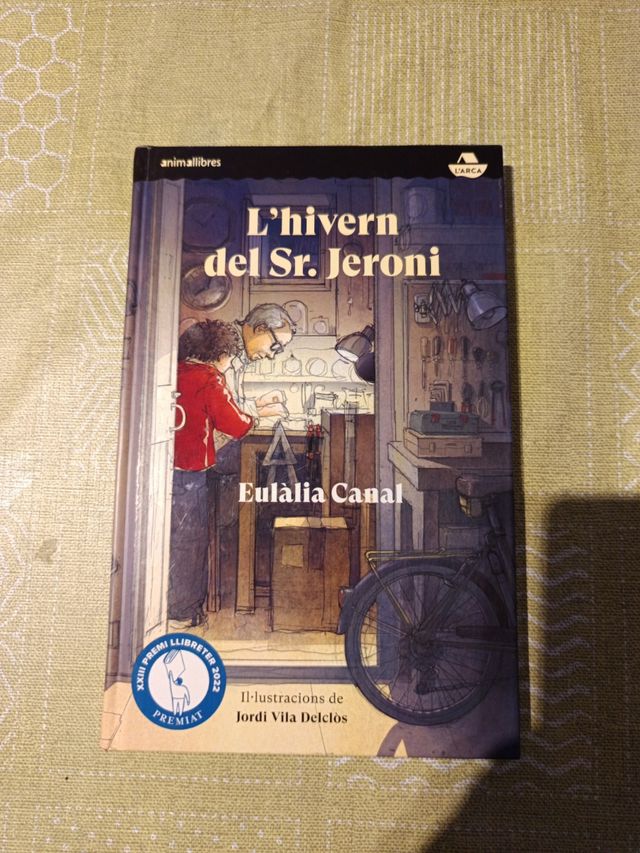 animallibres
L'ARCA
L'hivern
del Sr. Jeroni
Eulàlia Canal
XXIII PREMI LLIBRETER 2022
PREMIAT
Il·lustracions de
Jordi Vila Delclòs